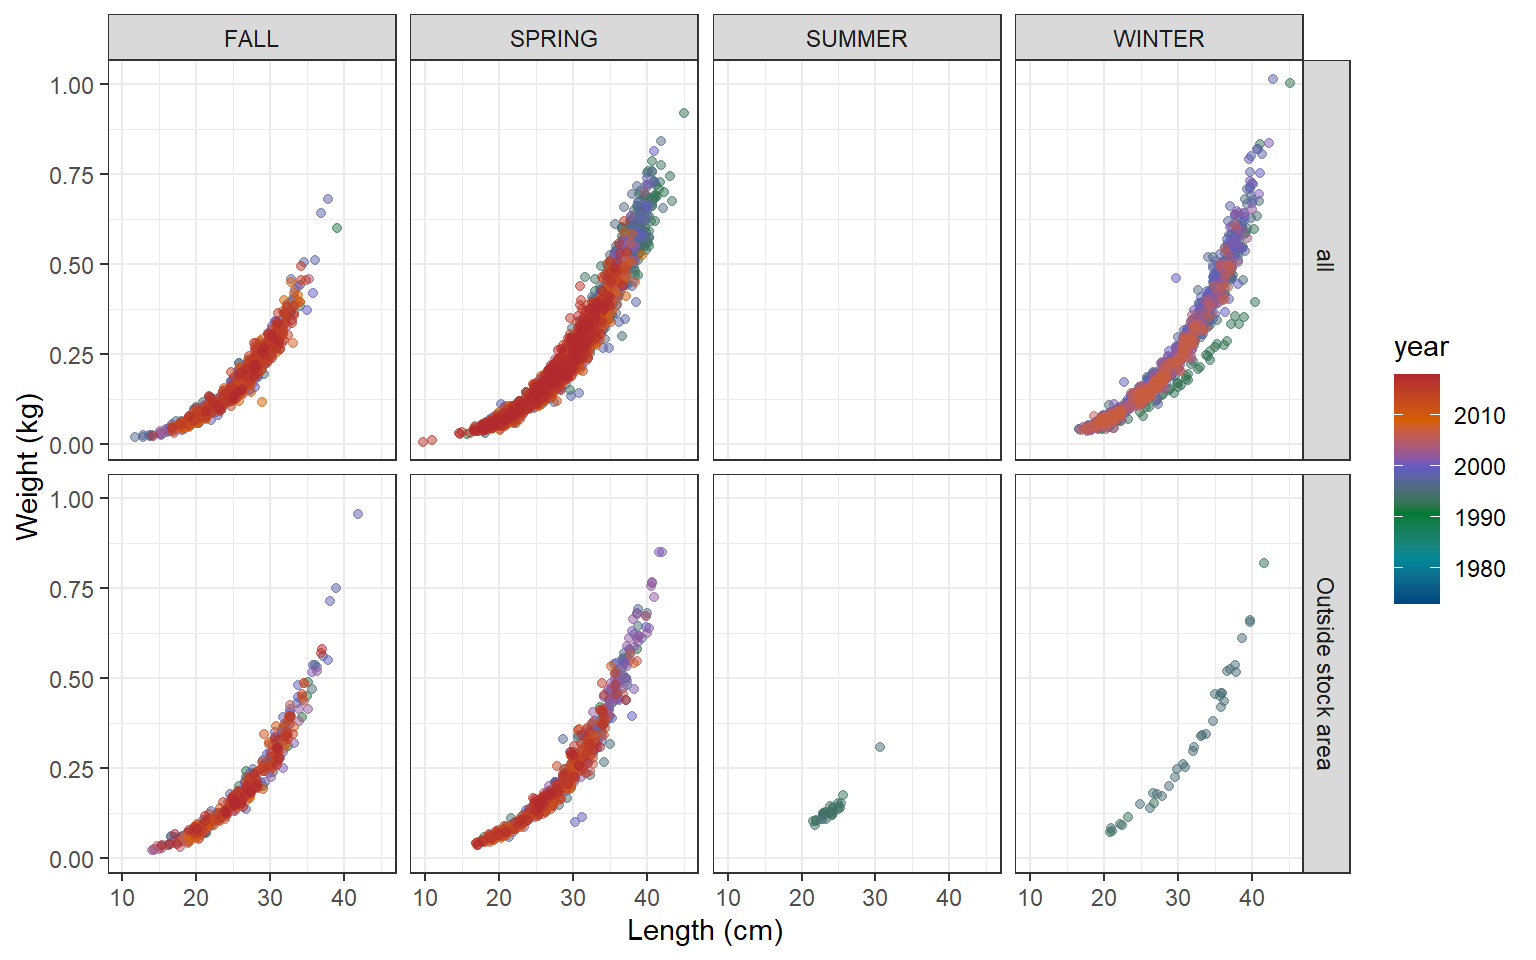 FALL SPRING SUMMER WINTER
1.00
0.75
0.50
0.25
0.00
all
1.00
0.75
0.50
0.25
0.00
Outside stock area
Weight (kg)
10 20 30 40 10 20 30 40 10 20 30 40 10 20 30 40
Length (cm)
year
2010
2000
1990
1980